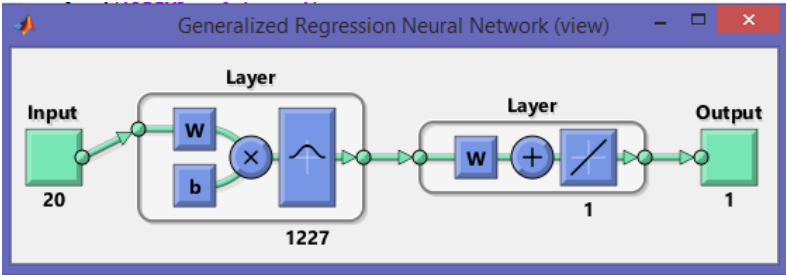 Generalized Regression Neural Network (view)
Layer
Input
W
b
20
1227
Layer
W
1
Output
1